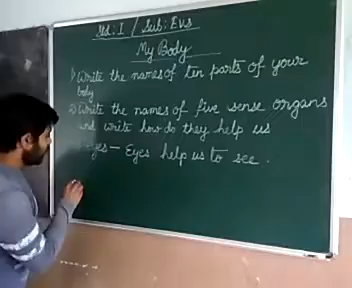 Std: I / Sub: Evs
My Body
1) Write the names of ten parts of your
body
2) Write the names of five sense organs
and write how do they help us
Eyes — Eyes help us to see.